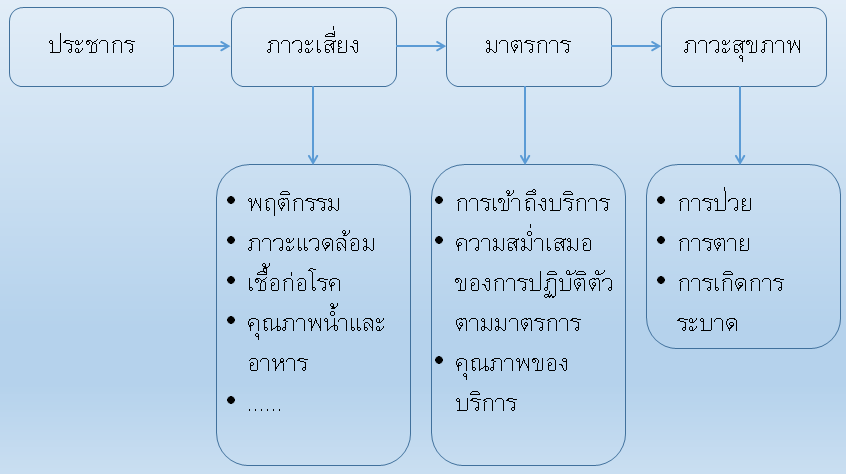 ประชากร
ภาวะเสี่ยง
มาตรการ
ภาวะสุขภาพ
• พฤติกรรม
• ภาวะแวดล้อม
• เชื้อก่อโรค
• คุณภาพน้ำและ
อาหาร
• ......
• การเข้าถึงบริการ
• ความสม่ำเสมอ
ของการปฏิบัติตัว
ตามมาตรการ
• คุณภาพของ
บริการ
• การป่วย
• การตาย
• การเกิดการ
ระบาด